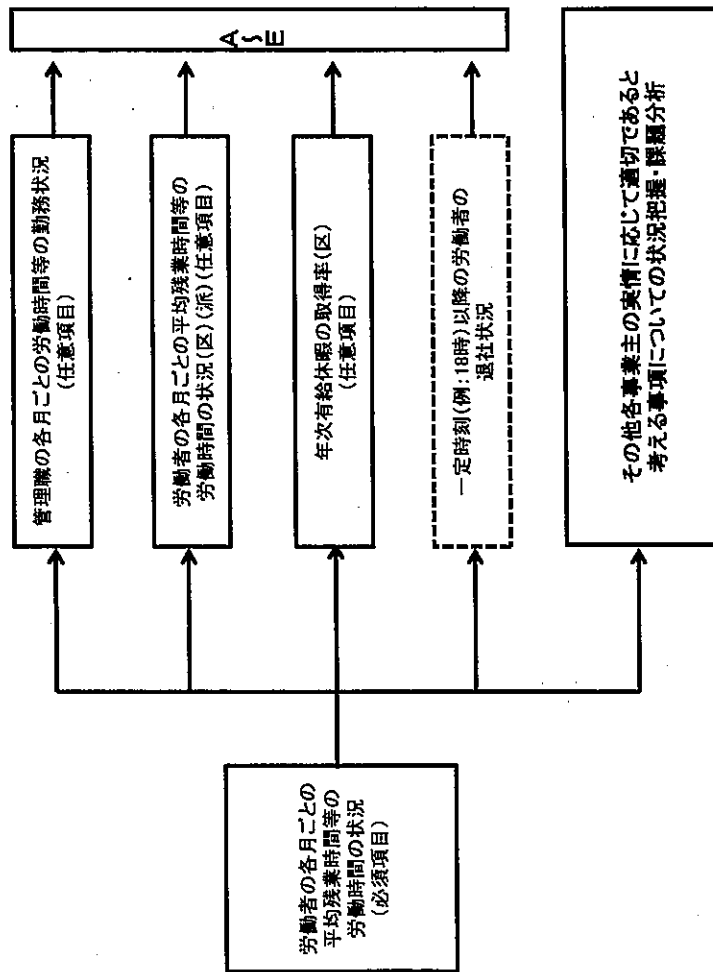 労働者の各月ごとの
平均残業時間等の
労働時間の状況
(必須項目)
管理職の各月ごとの労働時間等の勤務状況
(任意項目)
労働者の各月ごとの平均残業時間等の
労働時間の状況(区)(派)(任意項目)
年次有給休暇の取得率(区)
(任意項目)
一定時刻(例:18時)以降の労働者の
退社状況
その他各事業主の実情に応じて適切であると
考える事項についての状況把握・課題分析
A~E